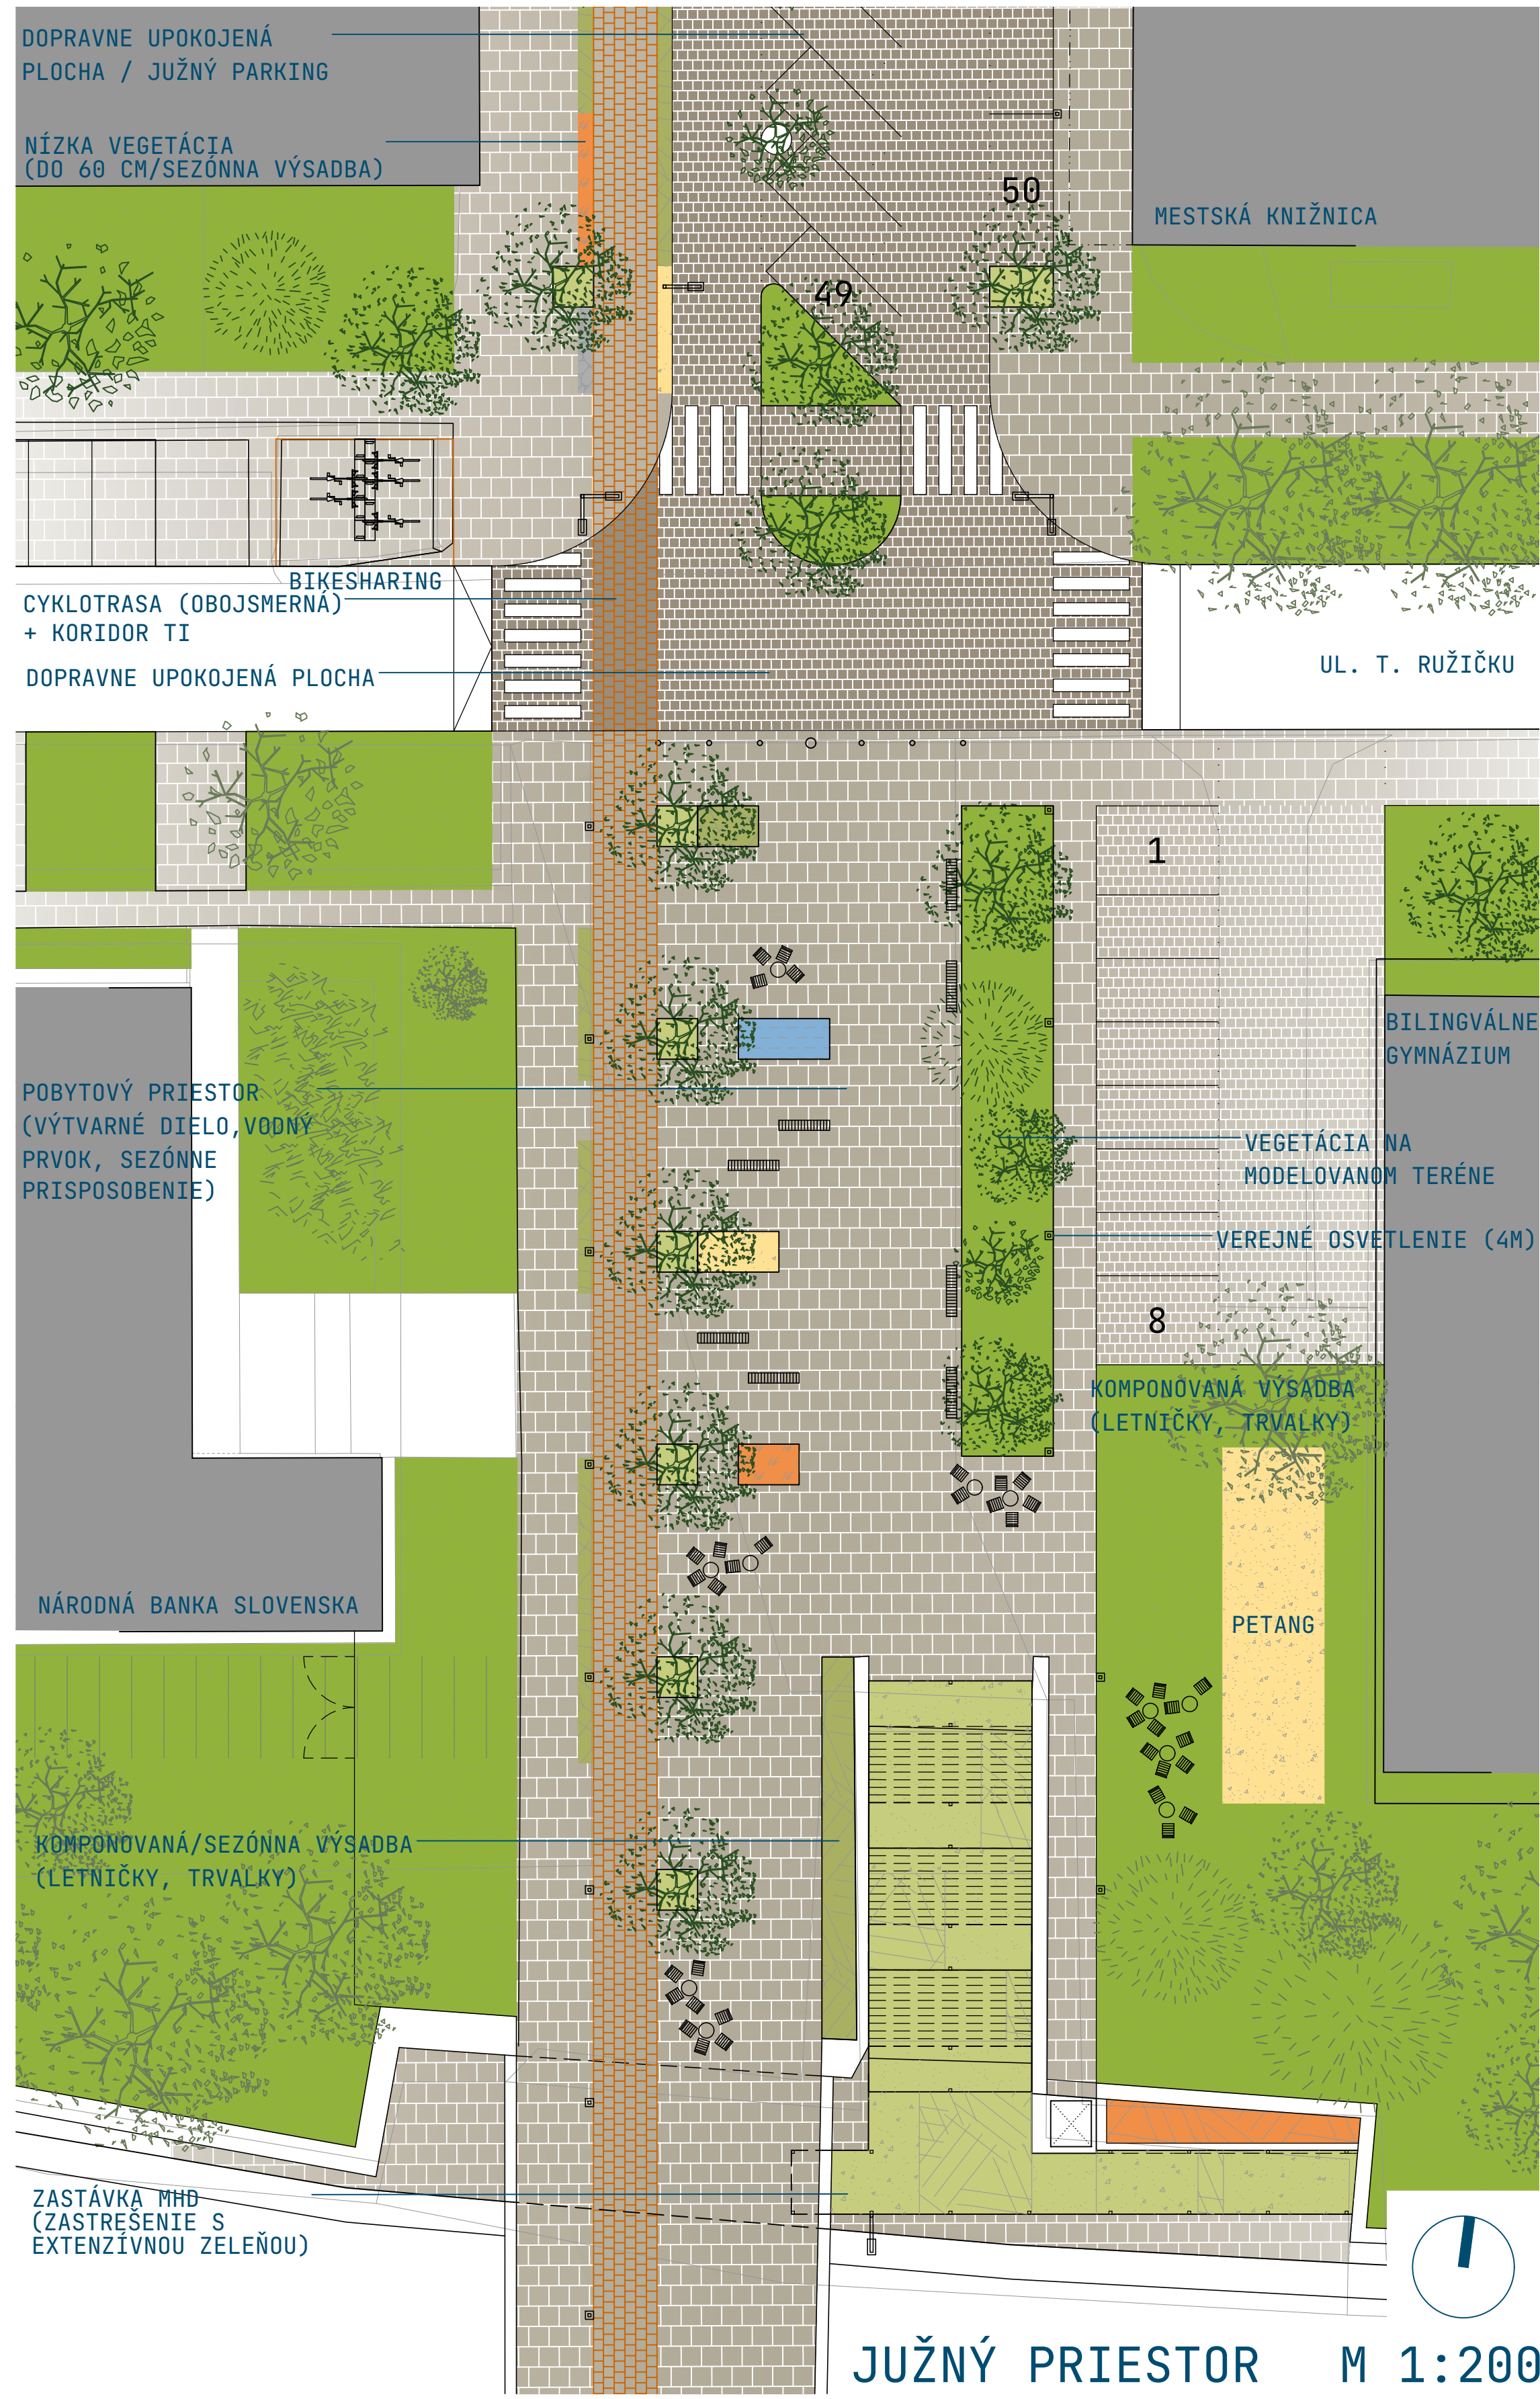 DOPRAVNE UPOKOJENÁ
PLOCHA / JUŽNÝ PARKING
NÍZKA VEGETÁCIA
(DO 60 CM/SEZÓNNA VÝSADBA)
50
MESTSKÁ KNIŽNICA
49
BIKESHARING
CYKLOTRASA (OBOJSMERNÁ)
+ KORIDOR TI
DOPRAVNE UPOKOJENÁ PLOCHA
UL. T. RUŽIČKU
1
BILINGVÁLNE
GYMNÁZIUM
POBYTOVÝ PRIESTOR
(VÝTVARNÉ DIELO,VODNÝ
PRVOK, SEZÓNNE
PRISPOSOBENIE)
VEGETÁCIA NA
MODELOVANOM TERÉNE
VEREJNÉ OSVETLENIE (4M)
8
KOMPONOVANÁ VÝSADBA
(LETNIČKY, TRVALKY)
NÁRODNÁ BANKA SLOVENSKA
PETANG
KOMPONOVANÁ/SEZÓNNA VÝSADBA
(LETNIČKY, TRVALKY)
ZASTÁVKA MHD
(ZASTREŠENIE S
EXTENZÍVNOU ZELEŇOU)
JUŽNÝ PRIESTOR M 1:200